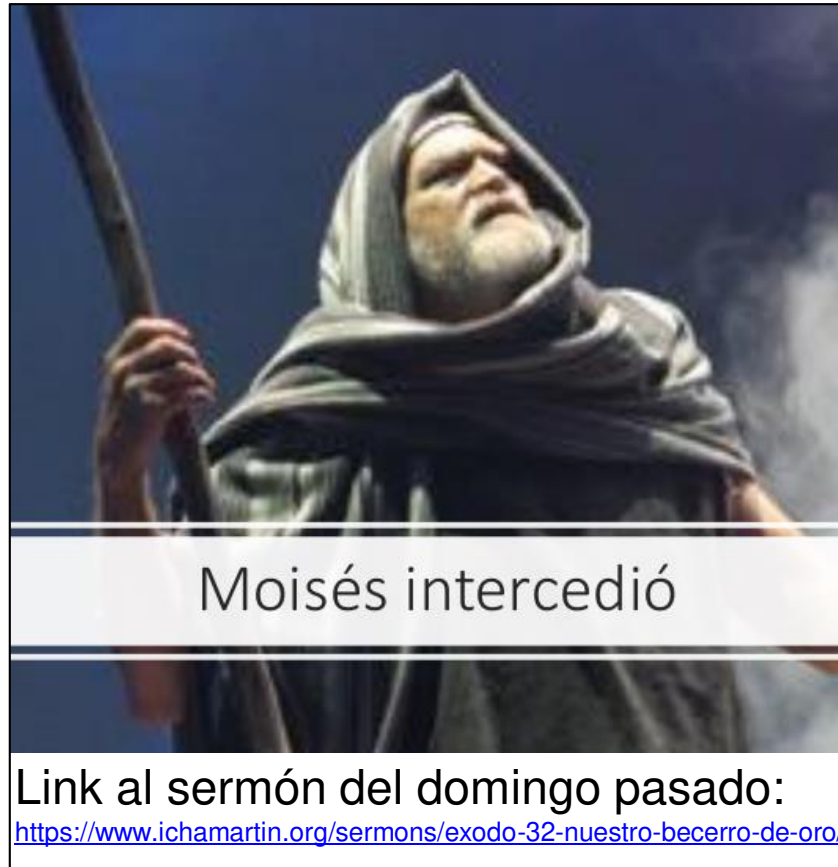 Moisés intercedió
Link al sermón del domingo pasado:
https://www.ichamartin.org/sermons/exodo-32-nuestro-becerro-de-oro/